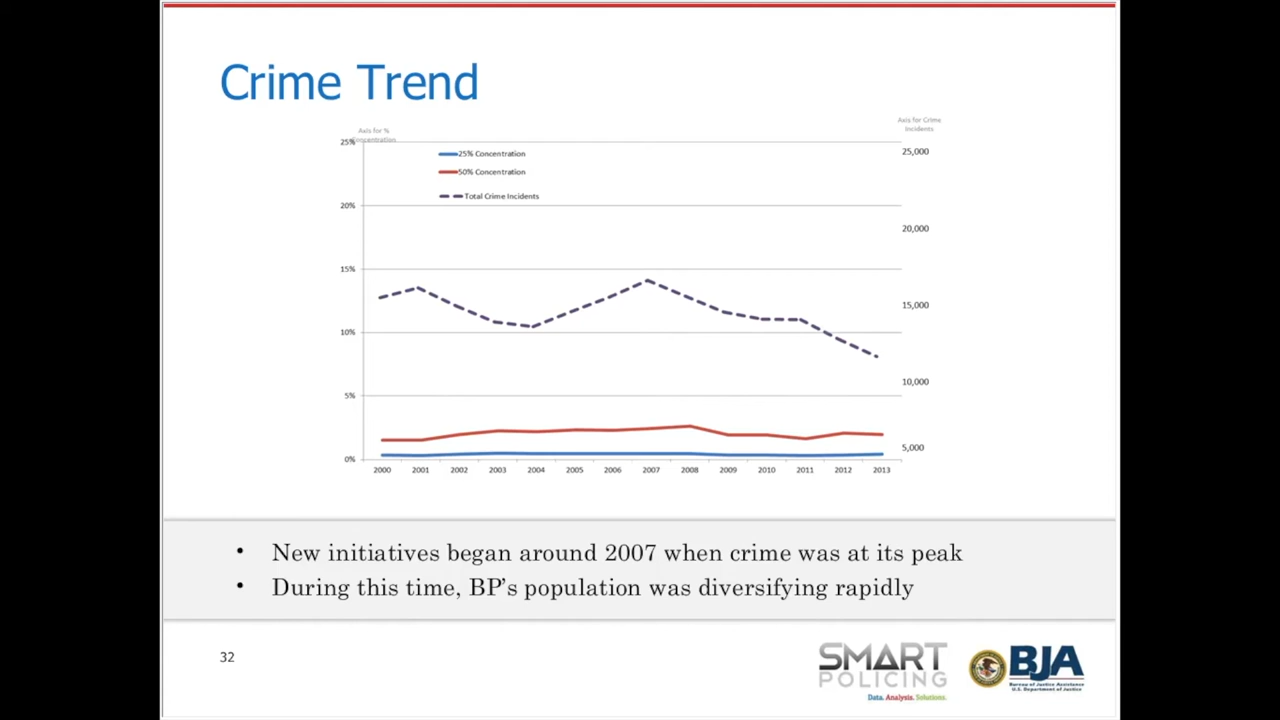 Crime Trend
Axis for %
Concentration
Axis for Crime
Incidents
25%
20%
15%
10%
5%
0%
25% Concentration
50% Concentration
Total Crime Incidents
25,000
20,000
15,000
10,000
5,000
2000 2001 2002 2003 2004 2005 2006 2007 2008 2009 2010 2011 2012 2013
• New initiatives began around 2007 when crime was at its peak
• During this time, BP’s population was diversifying rapidly
32
SMART
POLICING
Data. Analysis. Solutions.
BJA
Bureau of Justice Assistance
U.S. Department of Justice